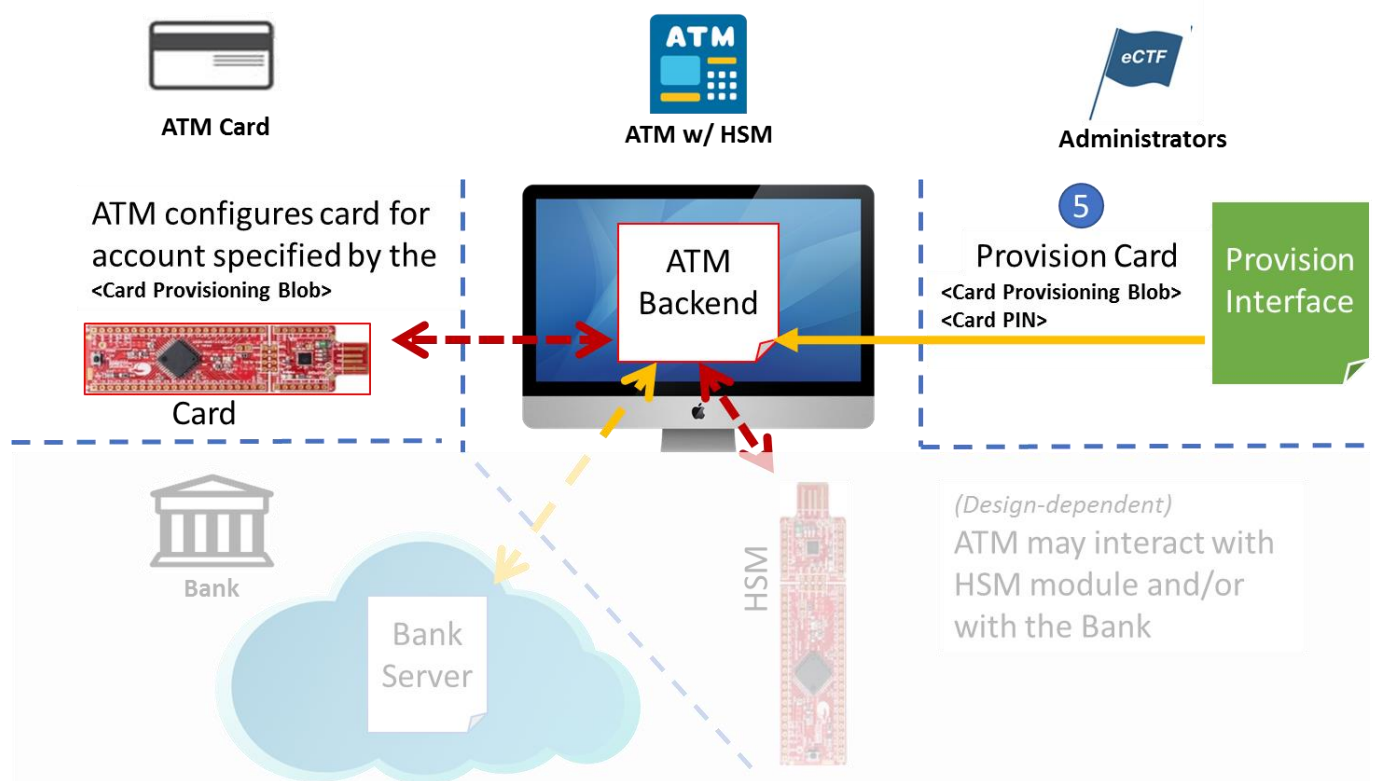 ATM
eCTF
ATM Card
ATM w/ HSM
Administrators
ATM configures card for
account specified by the
<Card Provisioning Blob>
Card
ATM
Backend
5
Provision Card
<Card Provisioning Blob>
<Card PIN>
Provision
Interface
Bank
Bank
Server
HSM
(Design-dependent)
ATM may interact with
HSM module and/or
with the Bank